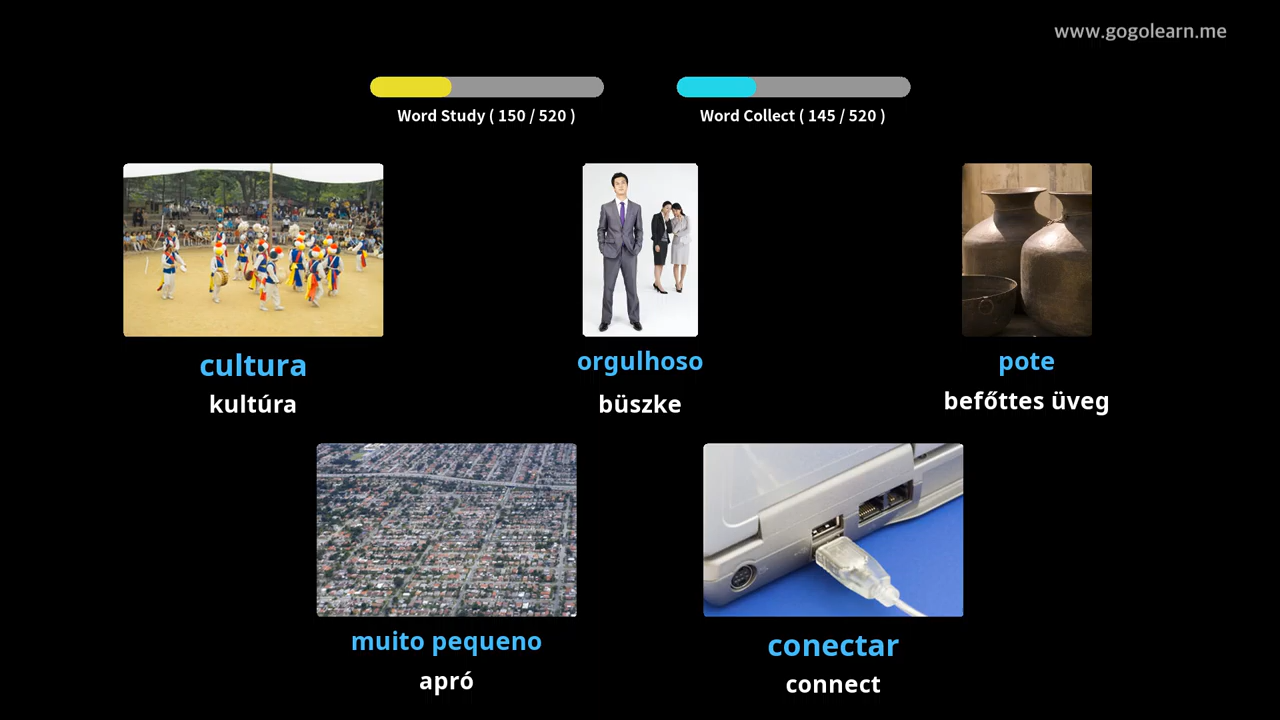 www.gogolearn.me
Word Study ( 150 / 520 )
Word Collect ( 145 / 520 )
cultura
kultúra
orgulhoso
büszke
pote
befőttes üveg
muito pequeno
apró
conectar
connect